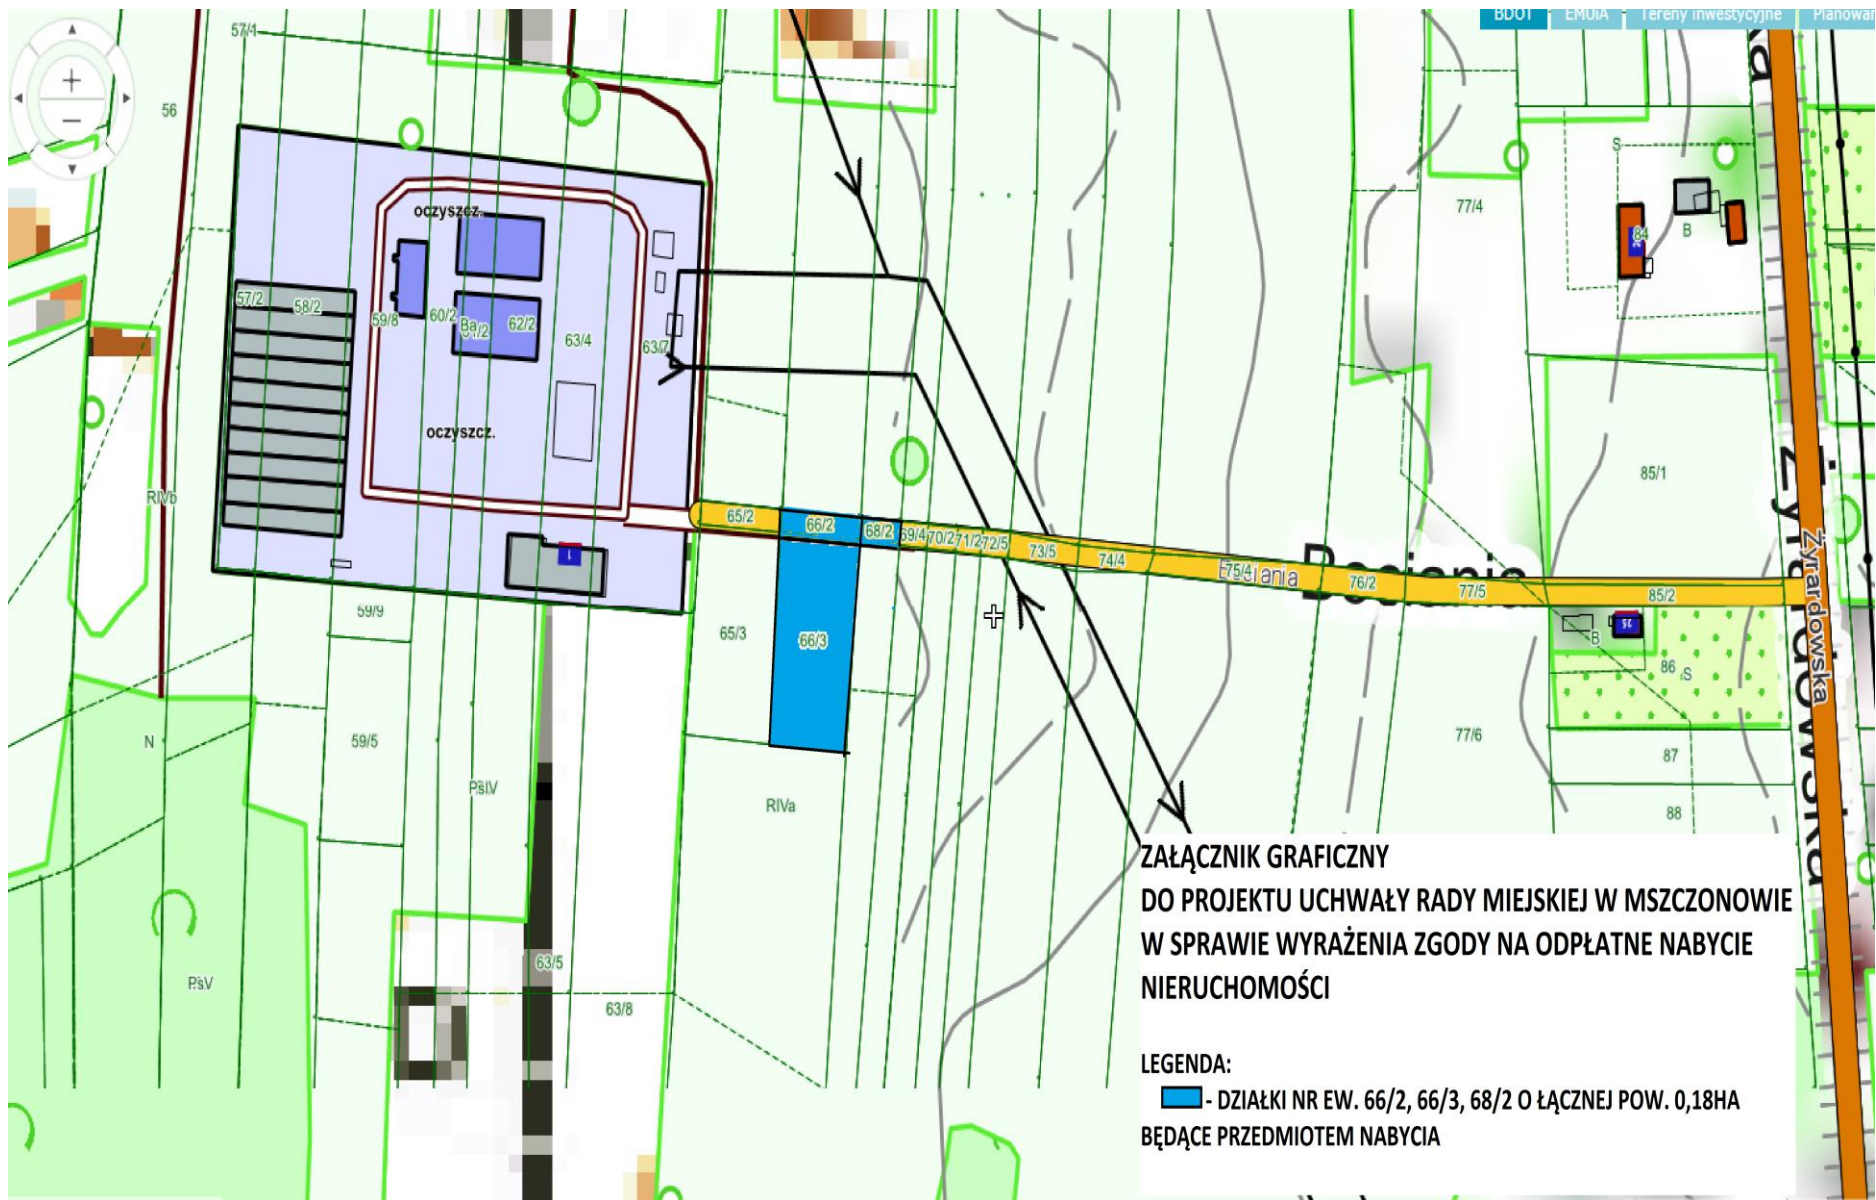 BDOT EMUiA Tereny inwestycyjne Planowan
57/1
56
S
77/4
84
B
oczyszcz.
57/2 58/2 59/8 60/2 Ba 62/2 63/4 63/7
oczyszcz.
85/1
RIVb
65/2 66/2 68/2 69/4 70/2 71/2 72/5 73/5 74/4 75/4 76/2 77/5 85/2
1
Żyrardowska
Żyrardowska
59/9
65/3
66/3
25
B
86
S
N
59/5
77/6
87
PsIV
RIVa
88
63/5
PsV
63/8
ZAŁĄCZNIK GRAFICZNY
DO PROJEKTU UCHWAŁY RADY MIEJSKIEJ W MSZCZONOWIE
W SPRAWIE WYRAŻENIA ZGODY NA ODPŁATNE NABYCIE
NIERUCHOMOŚCI
LEGENDA:
- DZIAŁKI NR EW. 66/2, 66/3, 68/2 O ŁĄCZNEJ POW. 0,18HA
BĘDĄCE PRZEDMIOTEM NABYCIA